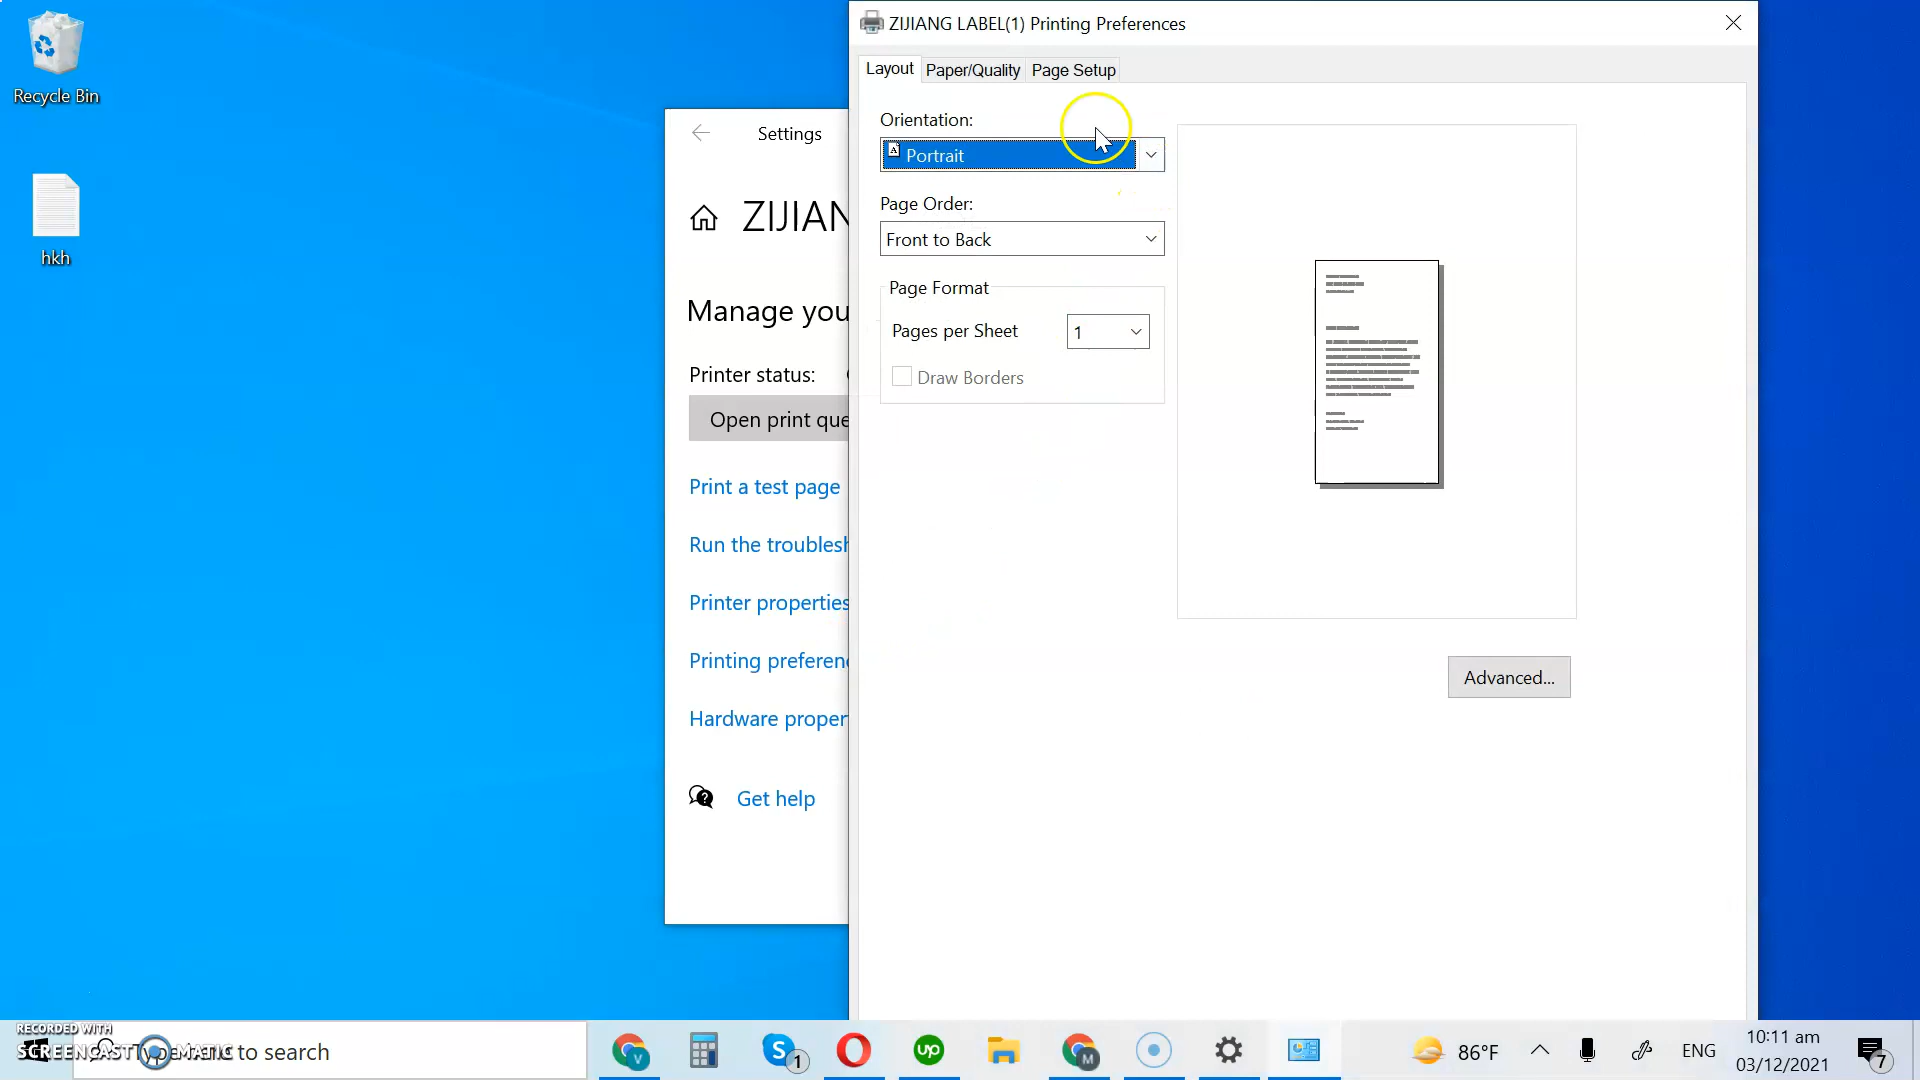 Recycle Bin
hkh
Settings
ZIJIAN
Manage you
Printer status:
Open print que
Print a test page
Run the troublesh
Printer properties
Printing preferen
Hardware proper
Get help
ZIJIANG LABEL(1) Printing Preferences
Layout
Paper/Quality
Page Setup
Orientation:
Portrait
Page Order:
Front to Back
Page Format
Pages per Sheet
1
Draw Borders
Advanced...
RECORDED WITH
SCREENCAST MATIC
to search
V
S
1
up
M
86°F
ENG
10:11 am
03/12/2021
7